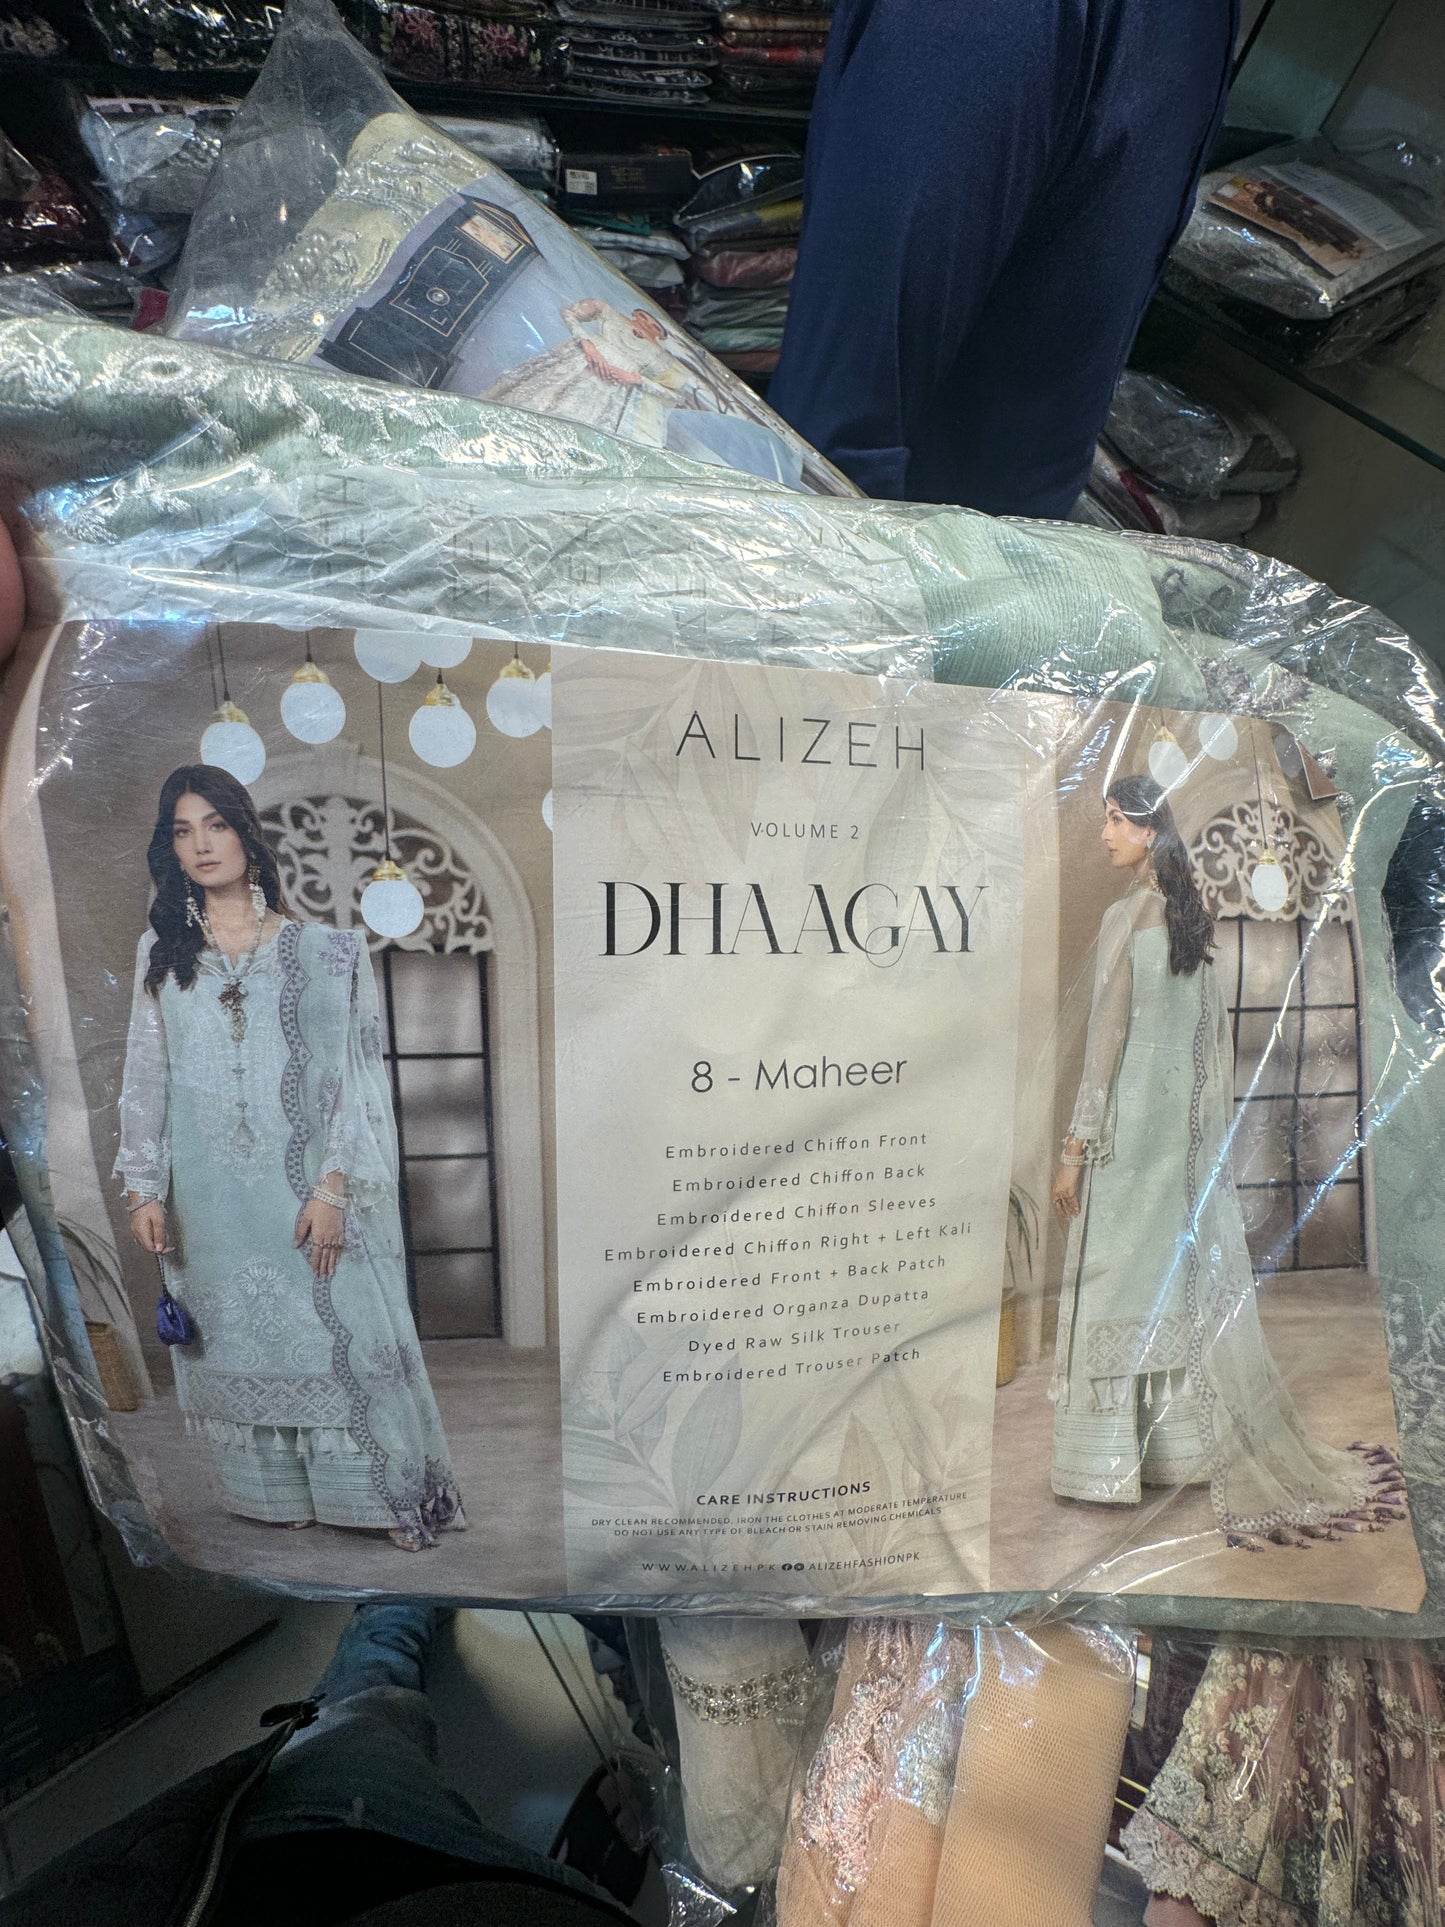 ALIZEH
VOLUME 2
DHAAGAY
8 - Maheer
Embroidered Chiffon Front
Embroidered Chiffon Back
Embroidered Chiffon Sleeves
Embroidered Chiffon Right + Left Kali
Embroidered Front + Back Patch
Embroidered Organza Dupatta
Dyed Raw Silk Trouser
Embroidered Trouser Patch
CARE INSTRUCTIONS
DRY CLEAN RECOMMENDED. IRON THE CLOTHES AT MODERATE TEMPERATURE
DO NOT USE ANY TYPE OF BLEACH OR STAIN REMOVING CHEMICALS
WWW.ALIZEHPK ALIZEHFASHIONPK